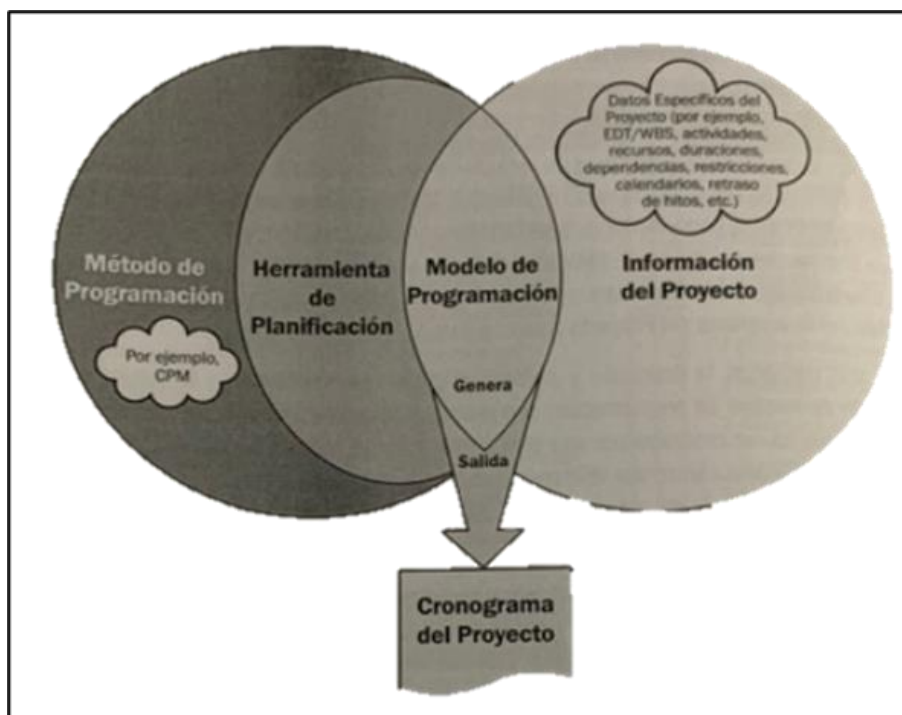 Datos Específicos del
Proyecto (por ejemplo,
EDT/WBS, actividades,
recursos, duraciones,
dependencias, restricciones,
calendarios, retraso
de hitos, etc.)
Método de
Programación
Por ejemplo,
CPM
Herramienta
de
Planificación
Modelo de
Programación
Información
del Proyecto
Genera
Salida
Cronograma
del Proyecto